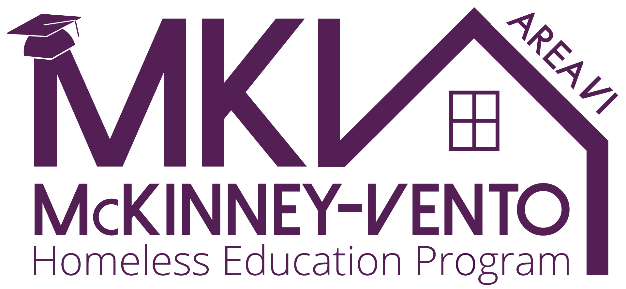 MKV
AREA VI
McKINNEY-VENTO
Homeless Education Program